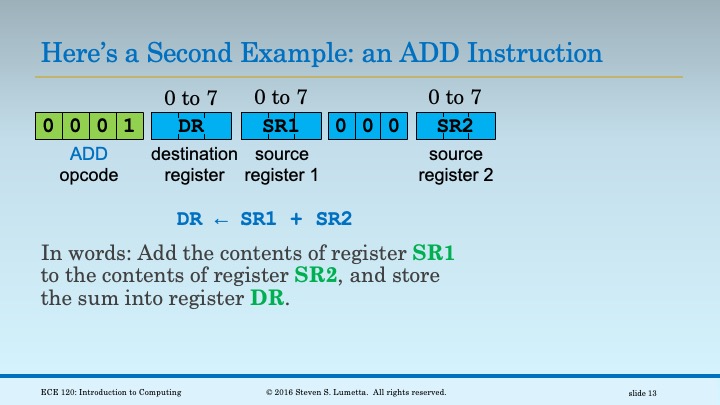 Here's a Second Example: an ADD Instruction
0 to 7 0 to 7 0 to 7
0 0 0 1 DR SR1 0 0 0 SR2
ADD destination source source
opcode register register 1 register 2
DR ← SR1 + SR2
In words: Add the contents of register SR1
to the contents of register SR2, and store
the sum into register DR.
ECE 120: Introduction to Computing © 2016 Steven S. Lumetta. All rights reserved. slide 13